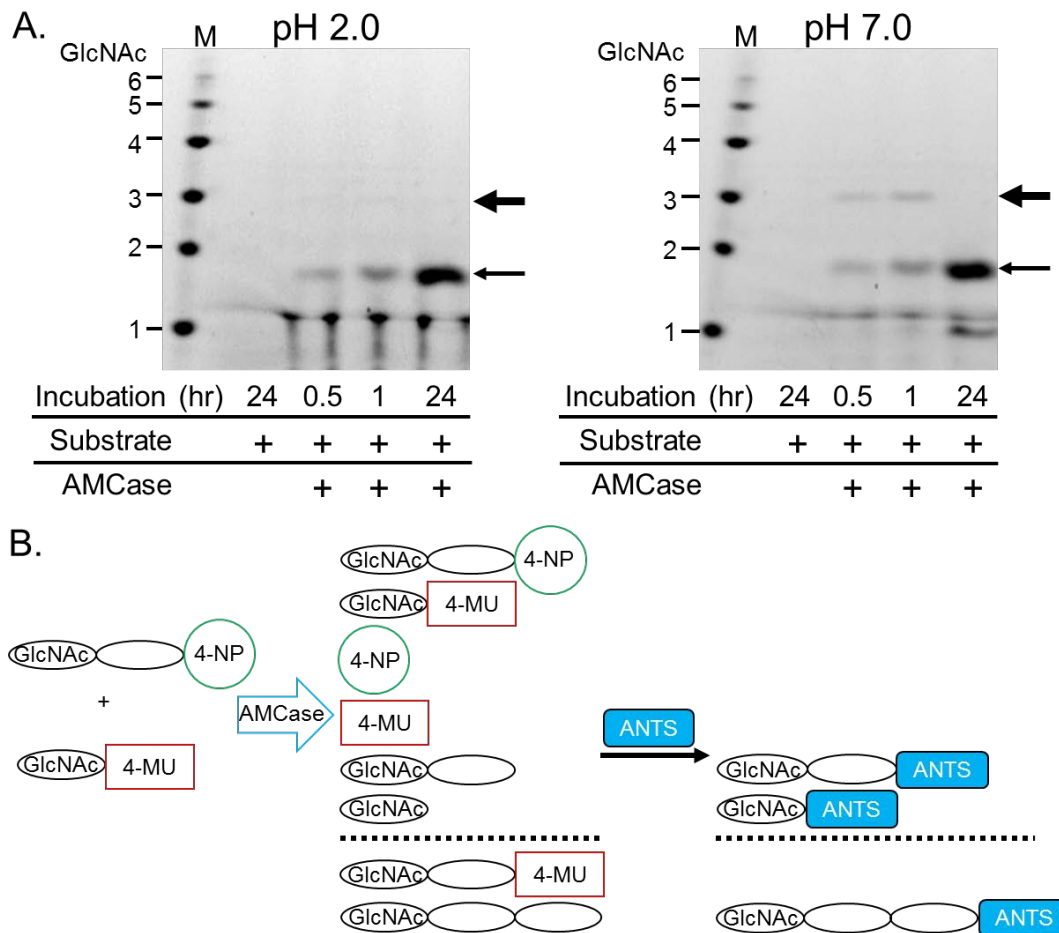 A.
pH 2.0
pH 7.0
GlcNAc M
GlcNAc M
6
5
4
3
2
1
6
5
4
3
2
1
Incubation (hr) 24 0.5 1 24
Substrate + + + +
AMCase + + +
Incubation (hr) 24 0.5 1 24
Substrate + + + +
AMCase + + +
B.
GlcNAc 4-NP
+
GlcNAc 4-MU
AMCase
GlcNAc 4-NP
GlcNAc 4-MU
4-NP
4-MU
GlcNAc
GlcNAc
GlcNAc 4-MU
GlcNAc
ANTS
GlcNAc ANTS
GlcNAc ANTS
GlcNAc ANTS